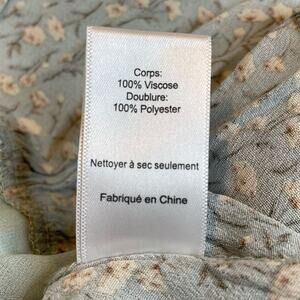 Corps:
100% Viscose
Doublure:
100% Polyester
Nettoyer à sec seulement
Fabriqué en Chine